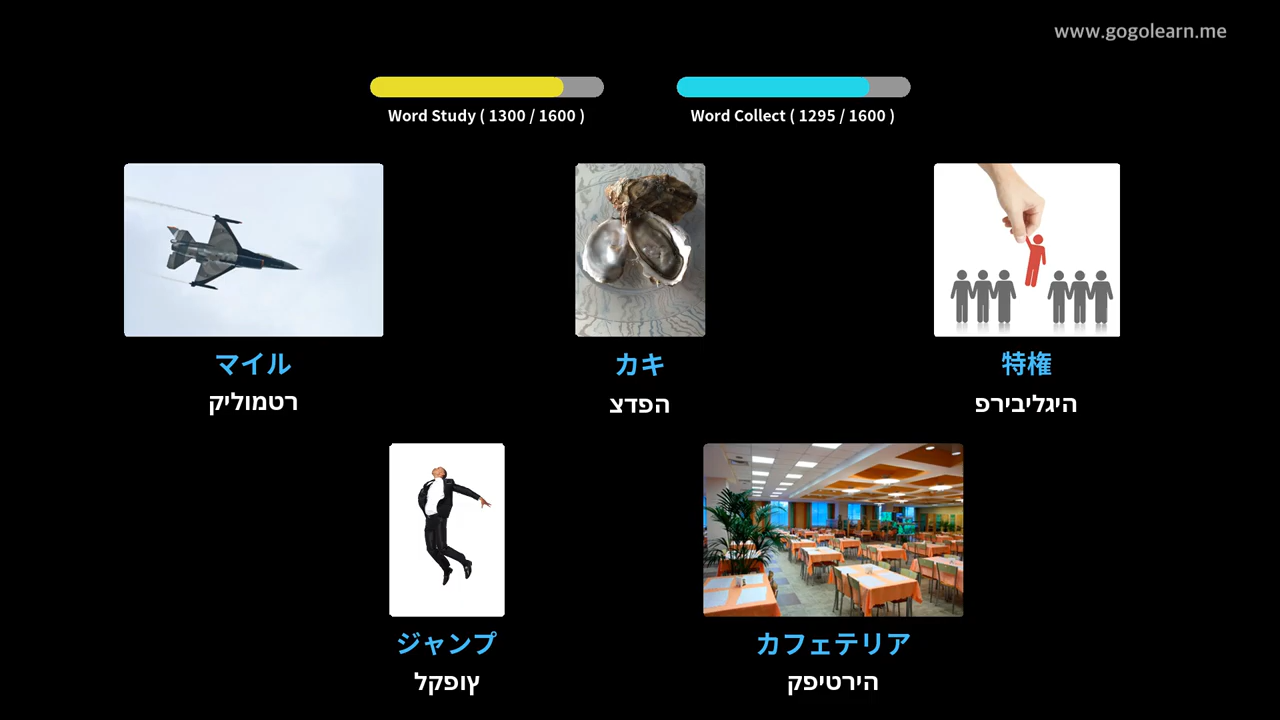 www.gogolearn.me
Word Study ( 1300 / 1600 )
Word Collect ( 1295 / 1600 )
マイル
רטמוליק
カキ
הפדצ
特権
היגליבירפ
ジャンプ
ץופקל
カフェテリア
הירטיפק